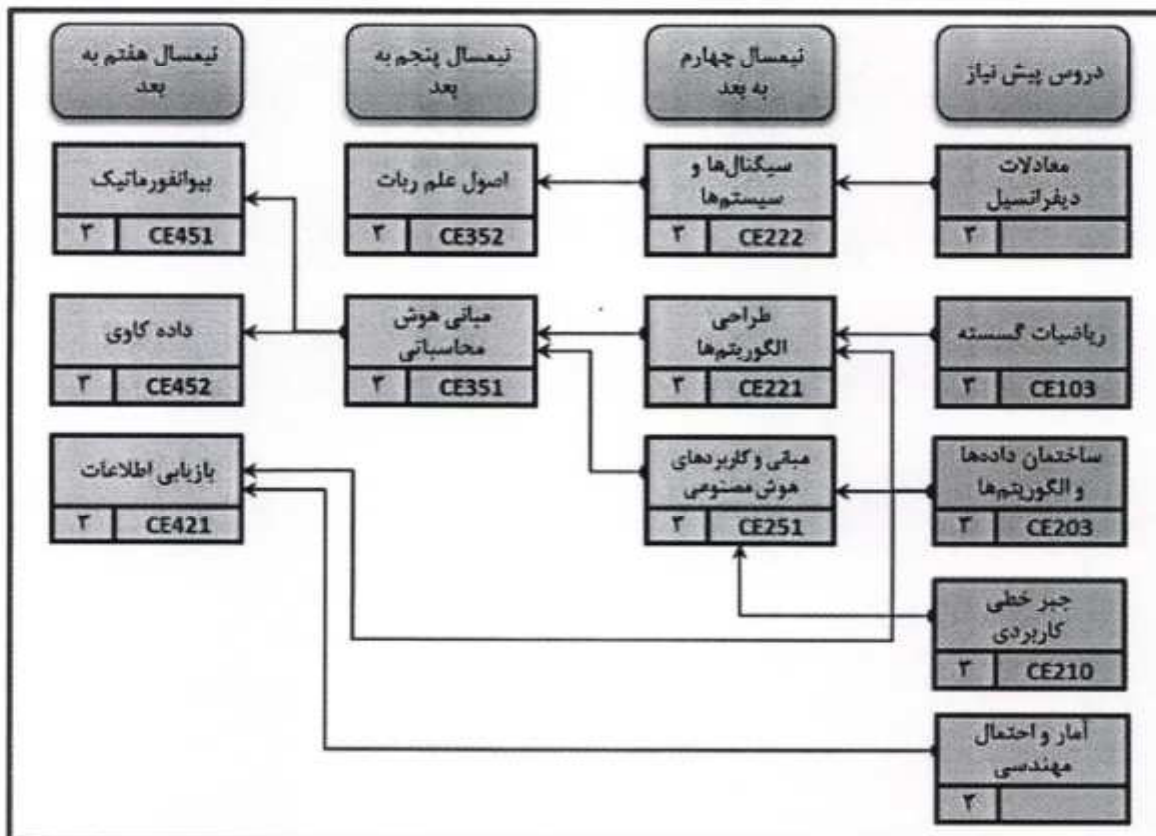 دروس پیش نیاز
نیمسال چهارم
به بعد
نیمسال پنجم به
بعد
نیمسال هفتم به
بعد
معادلات
دیفرانسیل
۳
سیگنال‌ها و
سیستم‌ها
CE222 ۳
اصول علم ربات
CE352 ۳
بیوانفورماتیک
CE451 ۳
ریاضیات گسسته
CE103 ۳
طراحی
الگوریتم‌ها
CE221 ۳
مبانی هوش
محاسباتی
CE351 ۳
داده کاوی
CE452 ۳
ساختمان داده‌ها
و الگوریتم‌ها
CE203 ۳
مبانی و کاربردهای
هوش مصنوعی
CE251 ۳
بازیابی اطلاعات
CE421 ۳
جبر خطی
کاربردی
CE210 ۳
آمار و احتمال
مهندسی
۳